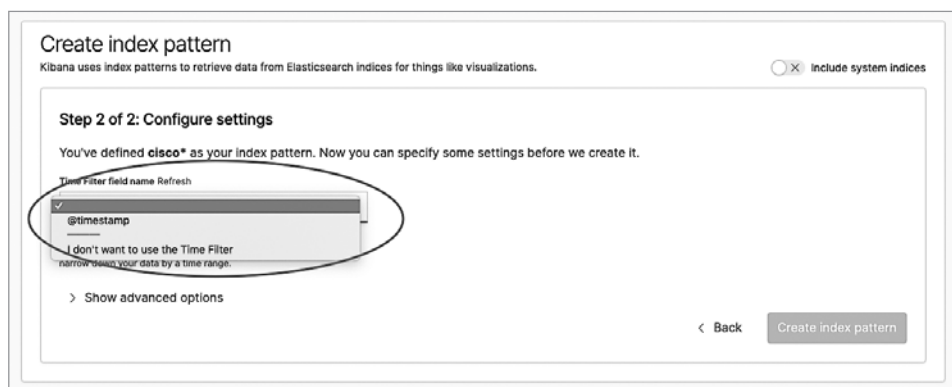 Create index pattern
Kibana uses index patterns to retrieve data from Elasticsearch indices for things like visualizations.
Include system indices
Step 2 of 2: Configure settings
You've defined cisco* as your index pattern. Now you can specify some settings before we create it.
Time Filter field name Refresh
@timestamp
I don't want to use the Time Filter
narrow down your data by a time range.
Show advanced options
Back
Create index pattern